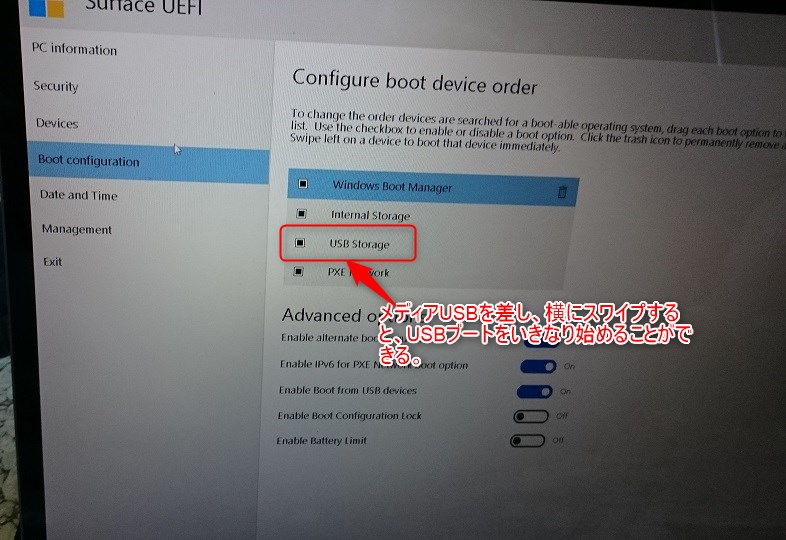 Surface UEFI
PC information
Security
Devices
Boot configuration
Date and Time
Management
Exit
Configure boot device order
To change the order devices are searched for a boot-able operating system, drag each boot option to
list. Use the checkbox to enable or disable a boot option. Click the trash icon to permanently remove a
Swipe left on a device to boot that device immediately.
Windows Boot Manager
Internal Storage
USB Storage
PXE Network
メディアUSBを差し、横にスワイプする
と、USBブートをいきなり始めることがで
きる。
Advanced o
Enable alternate boo
Enable IPv6 for PXE Network boot option On
Enable Boot from USB devices On
Enable Boot Configuration Lock Off
Enable Battery Limit Off